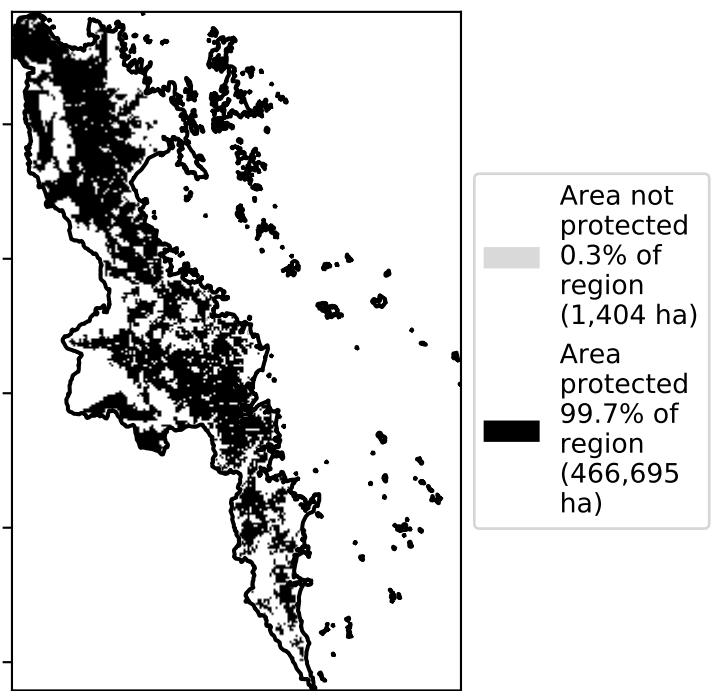 Area not
protected
0.3% of
region
(1,404 ha)
Area
protected
99.7% of
region
(466,695
ha)